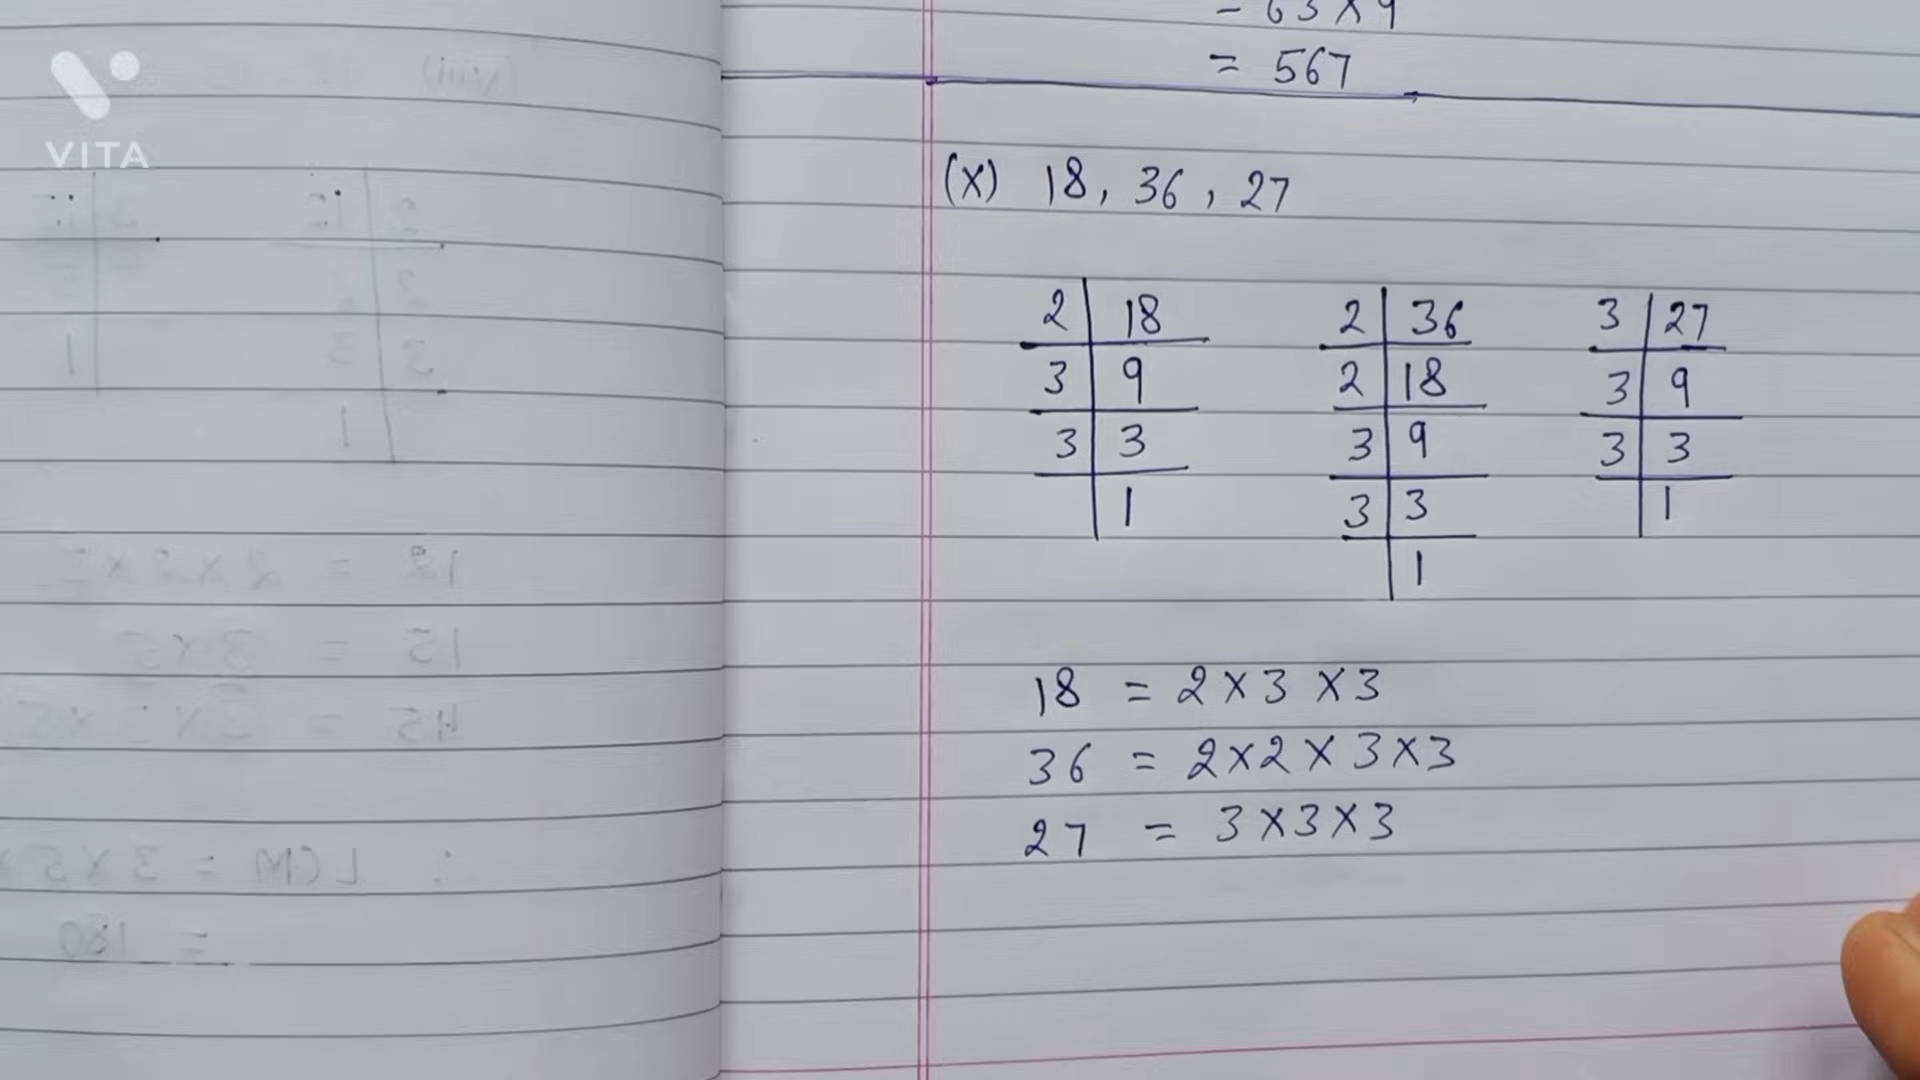 VITA
= 63 × 9
= 567
(x) 18, 36, 27
2 | 18
3 | 9
3 | 3
1
2 | 36
2 | 18
3 | 9
3 | 3
1
3 | 27
3 | 9
3 | 3
1
18 = 2 × 3 × 3
36 = 2 × 2 × 3 × 3
27 = 3 × 3 × 3